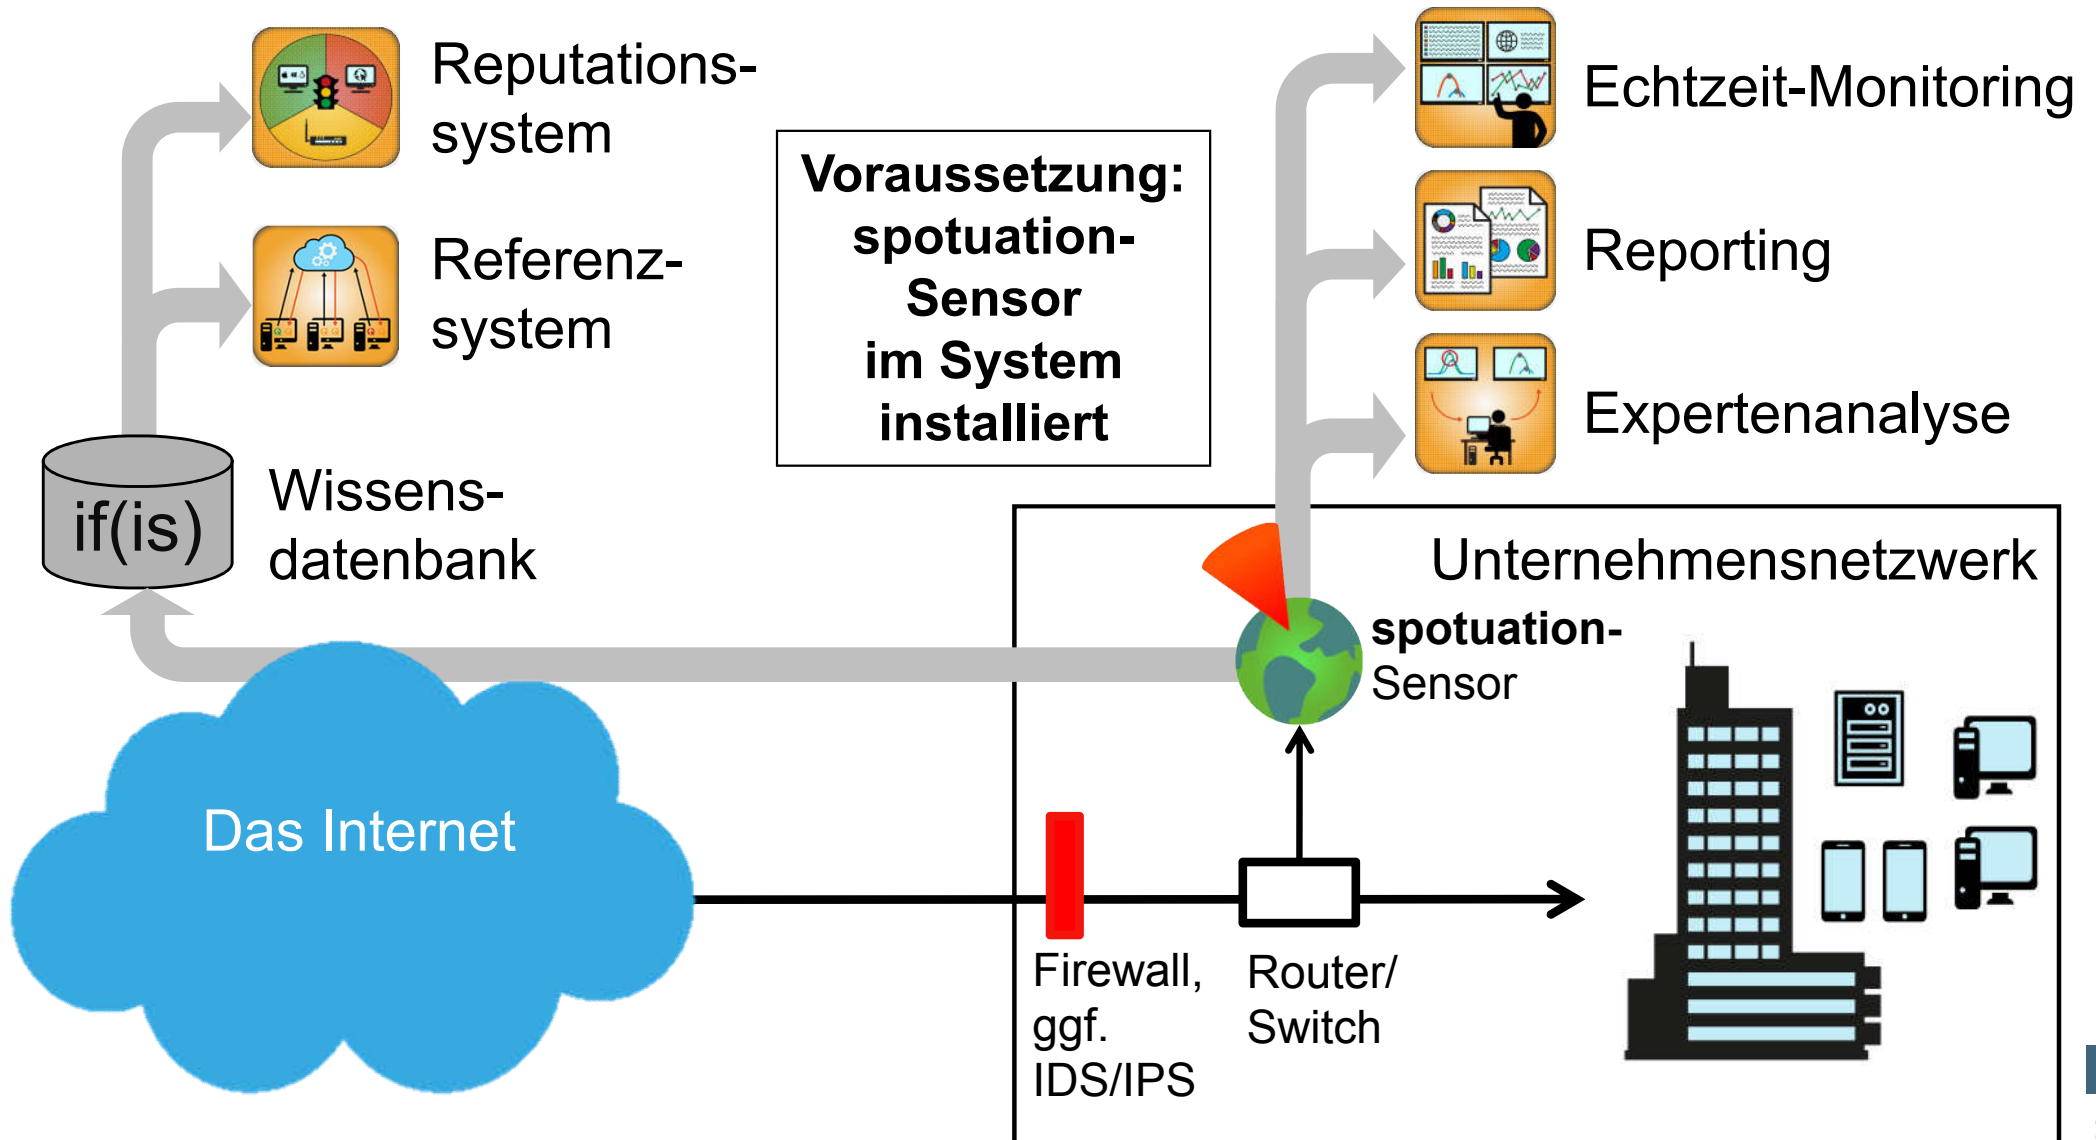 Reputations-
system
Referenz-
system
if(is)
Wissens-
datenbank
Voraussetzung:
spotuation-
Sensor
im System
installiert
Echtzeit-Monitoring
Reporting
Expertenanalyse
Unternehmensnetzwerk
spotuation-
Sensor
Das Internet
Firewall,
ggf.
IDS/IPS
Router/
Switch